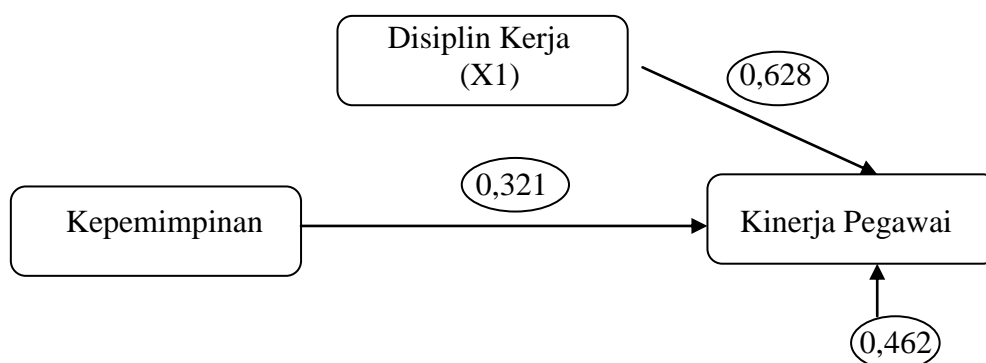 Disiplin Kerja
(X1)
0,628
0,321
Kepemimpinan
Kinerja Pegawai
0,462